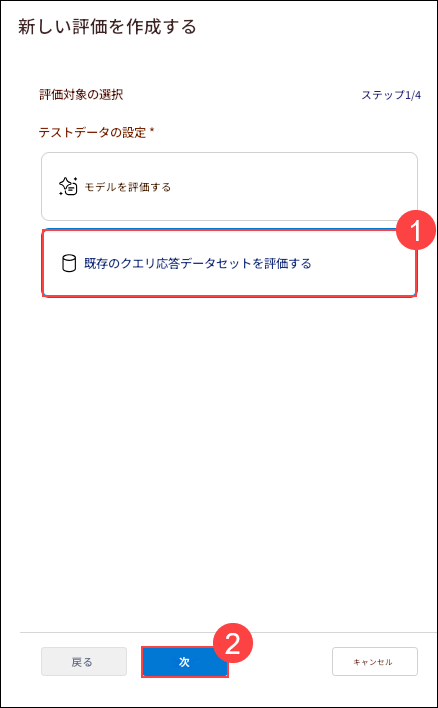 新しい評価を作成する
評価対象の選択
ステップ1/4
テストデータの設定 *
モデルを評価する
1
既存のクエリ応答データセットを評価する
2
戻る
次
キャンセル